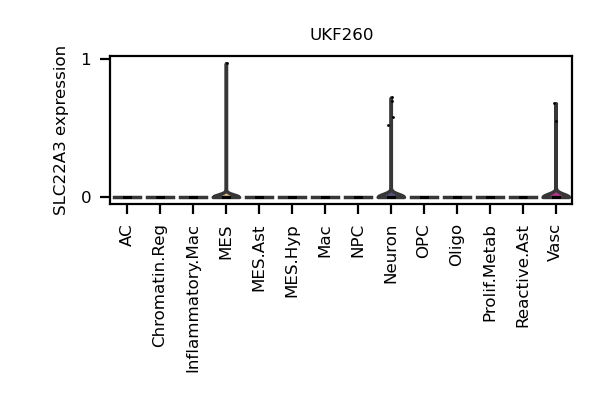 UKF260
SLC22A3 expression
1
0
AC
Chromatin.Reg
Inflammatory.Mac
MES
MES.Ast
MES.Hyp
Mac
NPC
Neuron
OPC
Oligo
Prolif.Metab
Reactive.Ast
Vasc